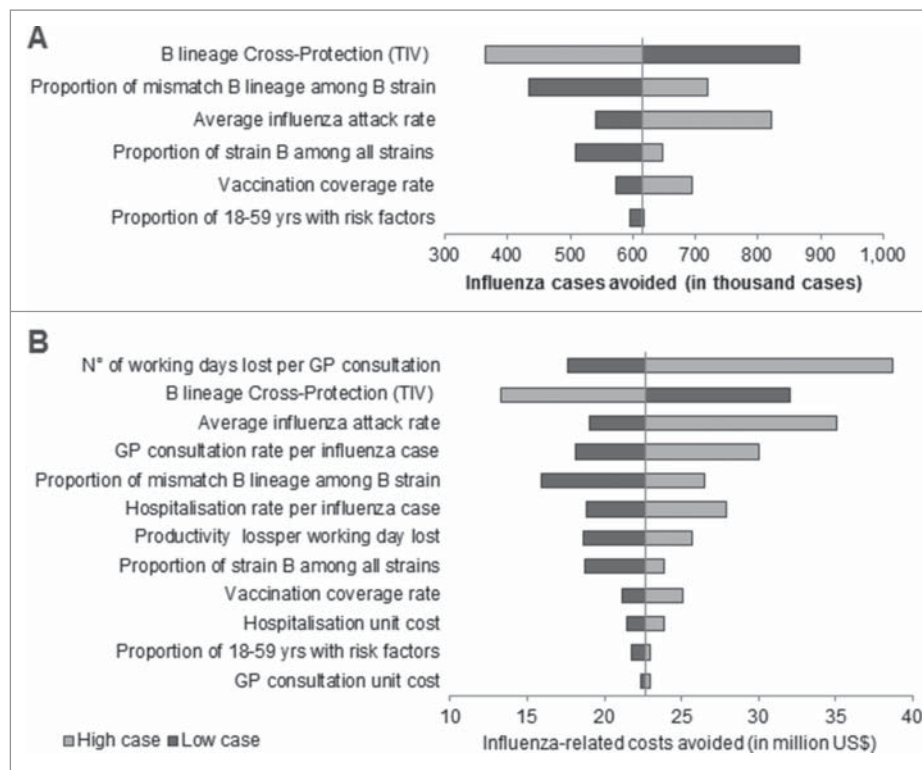 A
B lineage Cross-Protection (TIV)
Proportion of mismatch B lineage among B strain
Average influenza attack rate
Proportion of strain B among all strains
Vaccination coverage rate
Proportion of 18-59 yrs with risk factors
300 400 500 600 700 800 900 1,000
Influenza cases avoided (in thousand cases)
B
N° of working days lost per GP consultation
B lineage Cross-Protection (TIV)
Average influenza attack rate
GP consultation rate per influenza case
Proportion of mismatch B lineage among B strain
Hospitalisation rate per influenza case
Productivity lossper working day lost
Proportion of strain B among all strains
Vaccination coverage rate
Hospitalisation unit cost
Proportion of 18-59 yrs with risk factors
GP consultation unit cost
10 15 20 25 30 35 40
High case Low case
Influenza-related costs avoided (in million US$)